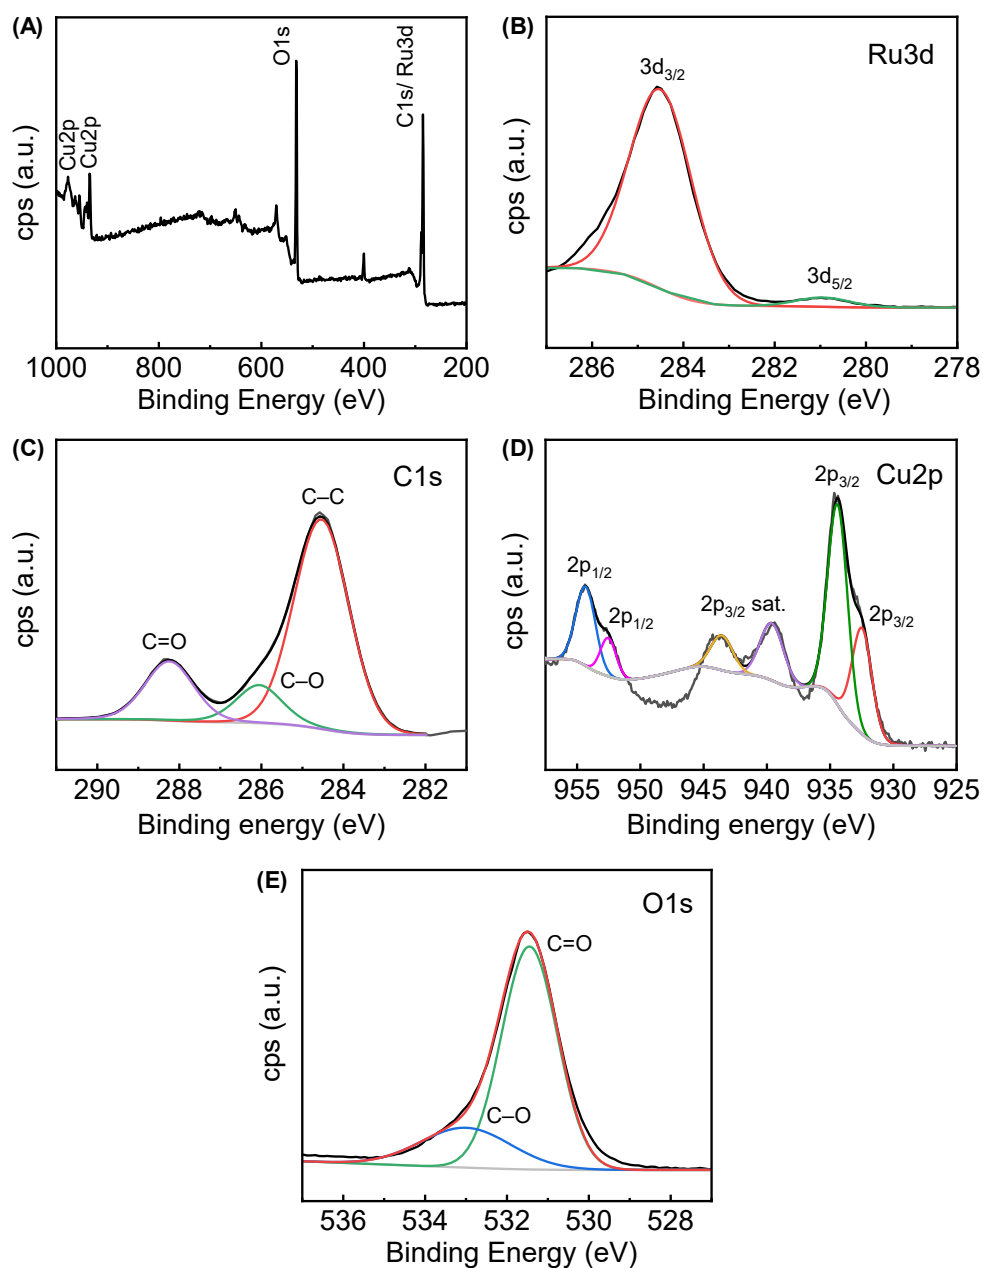 (A)
Cu2p
Cu2p
O1s
C1s/ Ru3d
cps (a.u.)
1000 800 600 400 200
Binding Energy (eV)
(B)
Ru3d
3d3/2
3d5/2
cps (a.u.)
286 284 282 280 278
Binding Energy (eV)
(C)
C1s
C–C
C=O
C–O
cps (a.u.)
290 288 286 284 282
Binding energy (eV)
(D)
Cu2p
2p3/2
2p1/2
2p1/2
2p3/2 sat.
2p3/2
cps (a.u.)
955 950 945 940 935 930 925
Binding energy (eV)
(E)
O1s
C=O
C–O
cps (a.u.)
536 534 532 530 528
Binding Energy (eV)